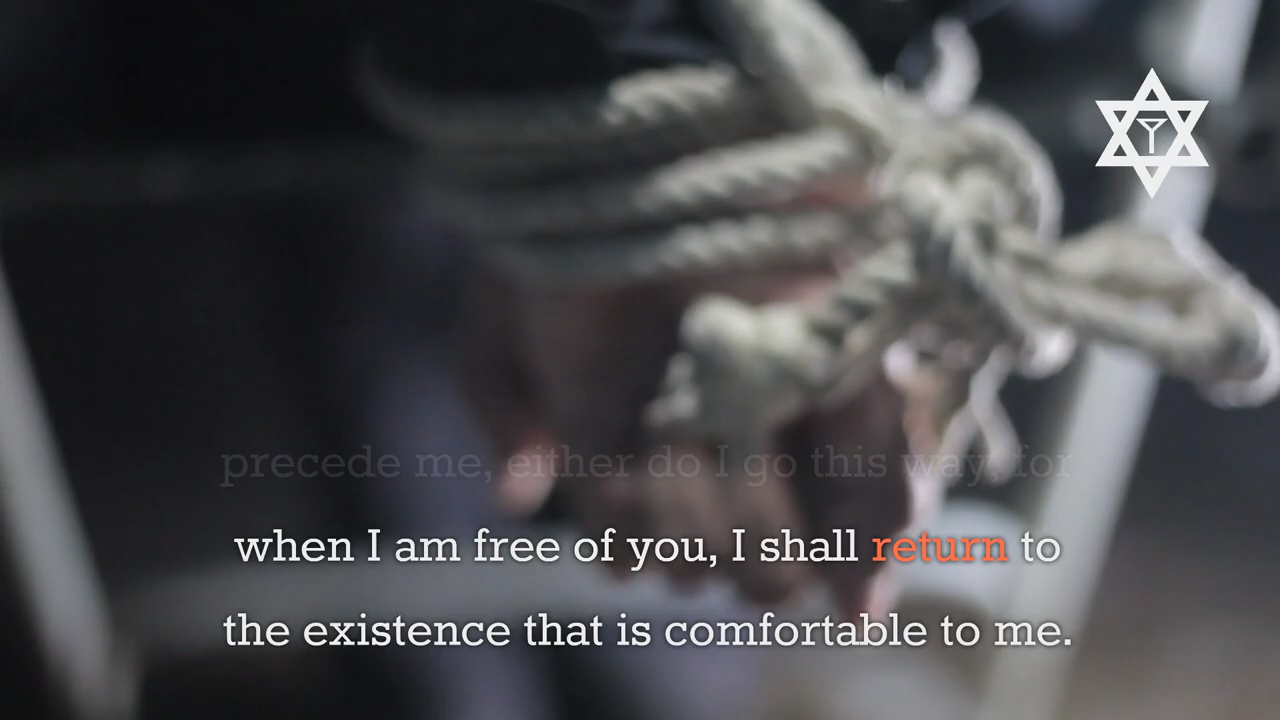 precede me, either do I go this way, for
when I am free of you, I shall return to
the existence that is comfortable to me.